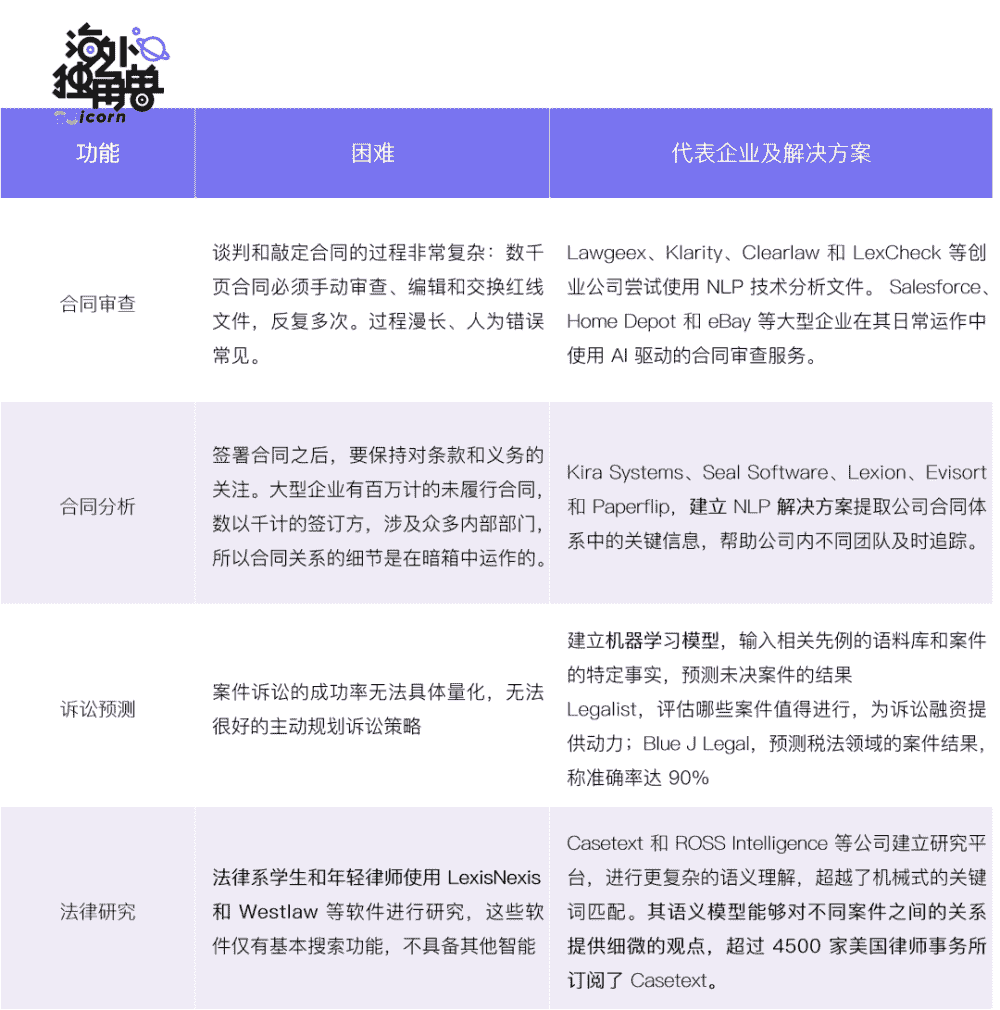 海外
独角兽
icorn
功能
困难
代表企业及解决方案
合同审查
谈判和敲定合同的过程非常复杂：数千
页合同必须手动审查、编辑和交换红线
文件，反复多次。过程漫长、人为错误
常见。
Lawgeex、Klarity、Clearlaw 和 LexCheck 等创
业公司尝试使用 NLP 技术分析文件。 Salesforce、
Home Depot 和 eBay 等大型企业在其日常运作中
使用 AI 驱动的合同审查服务。
合同分析
签署合同之后，要保持对条款和义务的
关注。大型企业有百万计的未履行合同，
数以千计的签订方，涉及众多内部部门，
所以合同关系的细节是在暗箱中运作的。
Kira Systems、Seal Software、Lexion、Evisort
和 Paperflip，建立 NLP 解决方案提取公司合同体
系中的关键信息，帮助公司内不同团队及时追踪。
诉讼预测
案件诉讼的成功率无法具体量化，无法
很好的主动规划诉讼策略
建立机器学习模型，输入相关先例的语料库和案件
的特定事实，预测未决案件的结果
Legalist，评估哪些案件值得进行，为诉讼融资提
供动力；Blue J Legal，预测税法领域的案件结果，
称准确率达 90%
法律研究
法律系学生和年轻律师使用 LexisNexis
和 Westlaw 等软件进行研究，这些软
件仅有基本搜索功能，不具备其他智能
Casetext 和 ROSS Intelligence 等公司建立研究平
台，进行更复杂的语义理解，超越了机械式的关键
词匹配。其语义模型能够对不同案件之间的关系
提供细微的观点，超过 4500 家美国律师事务所
订阅了 Casetext。